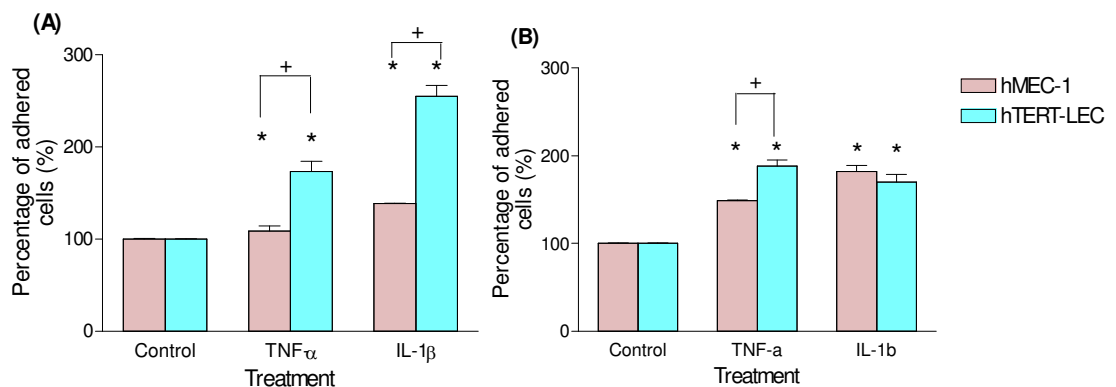 (A)
Percentage of adhered
cells (%)
300
200
100
0
+
+
* *
* *
Control TNFα IL-1β
Treatment
(B)
Percentage of adhered
cells (%)
300
200
100
0
+
* * * *
Control TNF-a IL-1b
Treatment
hMEC-1
hTERT-LEC